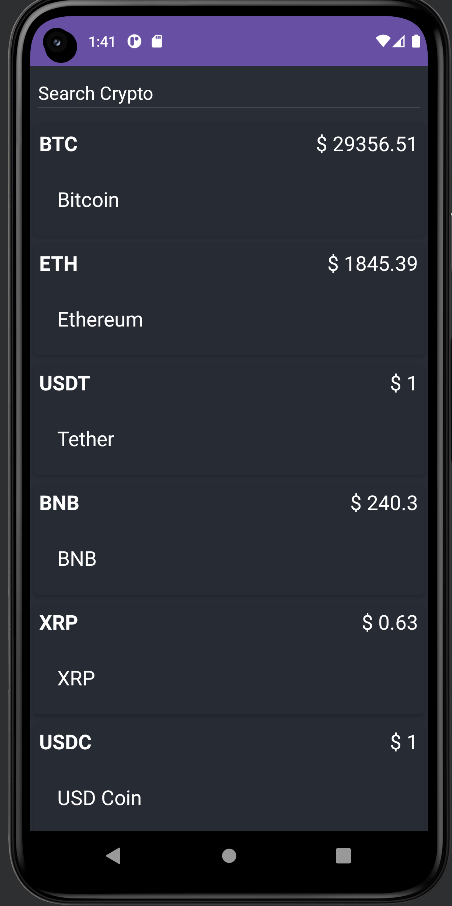 1:41
Search Crypto
BTC $ 29356.51
Bitcoin
ETH $ 1845.39
Ethereum
USDT $ 1
Tether
BNB $ 240.3
BNB
XRP $ 0.63
XRP
USDC $ 1
USD Coin